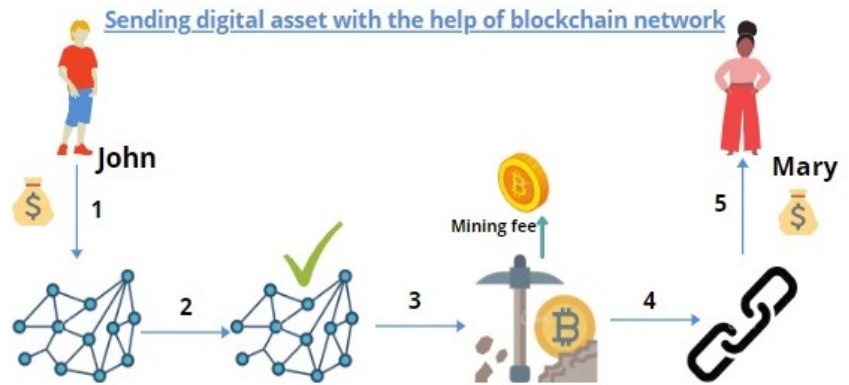 Sending digital asset with the help of blockchain network
John
Mary
$
1
$
5
Mining fee
2
3
4